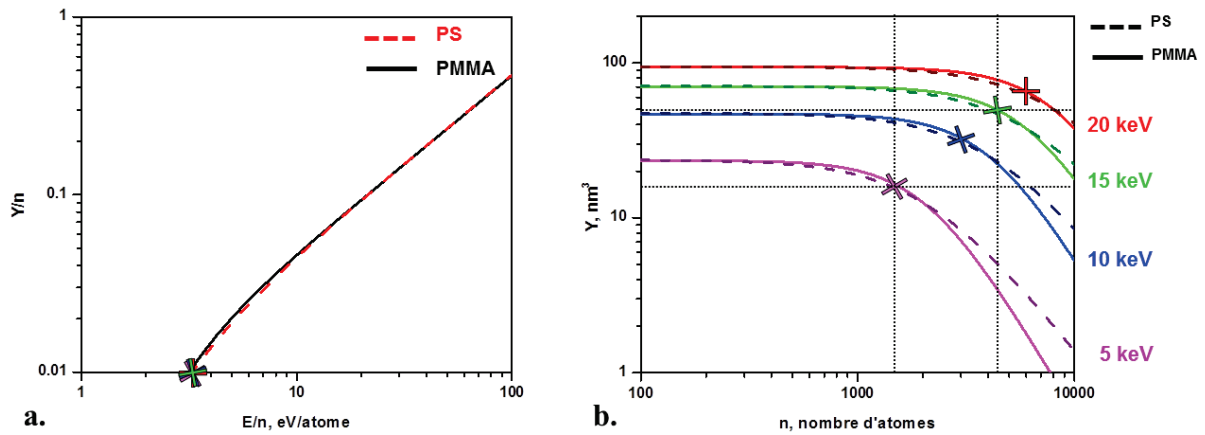 1
0.1
0.01
Y/n
1
10
100
E/n, eV/atome
PS
PMMA
a.
100
10
1
Y, nm³
100
1000
10000
n, nombre d'atomes
PS
PMMA
20 keV
15 keV
10 keV
5 keV
b.